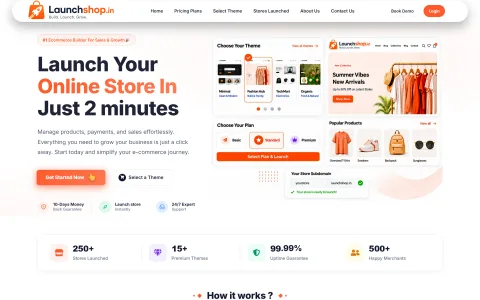 Launchshop.in
Build. Launch. Grow.
Home
Pricing Plans
Select Theme
Stores Launched
About Us
Contact Us
Book Demo
Login
#1 Ecommerce Builder For Sales & Growth
Launch Your
Online Store In
Just 2 minutes
Manage products, payments, and sales effortlessly.
Everything you need to grow your business is just a click
away. Start today and simplify your e-commerce journey.
Get Started Now
Select a Theme
10-Days Money
Back Guarantee
Launch store
Instantly
24/7 Expert
Support
Choose Your Theme
View All Themes
Minimal
Fashion Hub
TechMart
Organic
Choose Your Plan
Basic
Standard
Premium
Select Plan & Launch
Launchshop.in
Summer Vibes
New Arrivals!
Shop Now
Popular Products
View all
Sneakers
Backpack
Sunglasses
Your Store Subdomain
yourstore
launchshop.in
Your store is ready to launch!
250+
Stores Launched
15+
Premium Themes
99.99%
Uptime Guarantee
500+
Happy Merchants
How it works ?